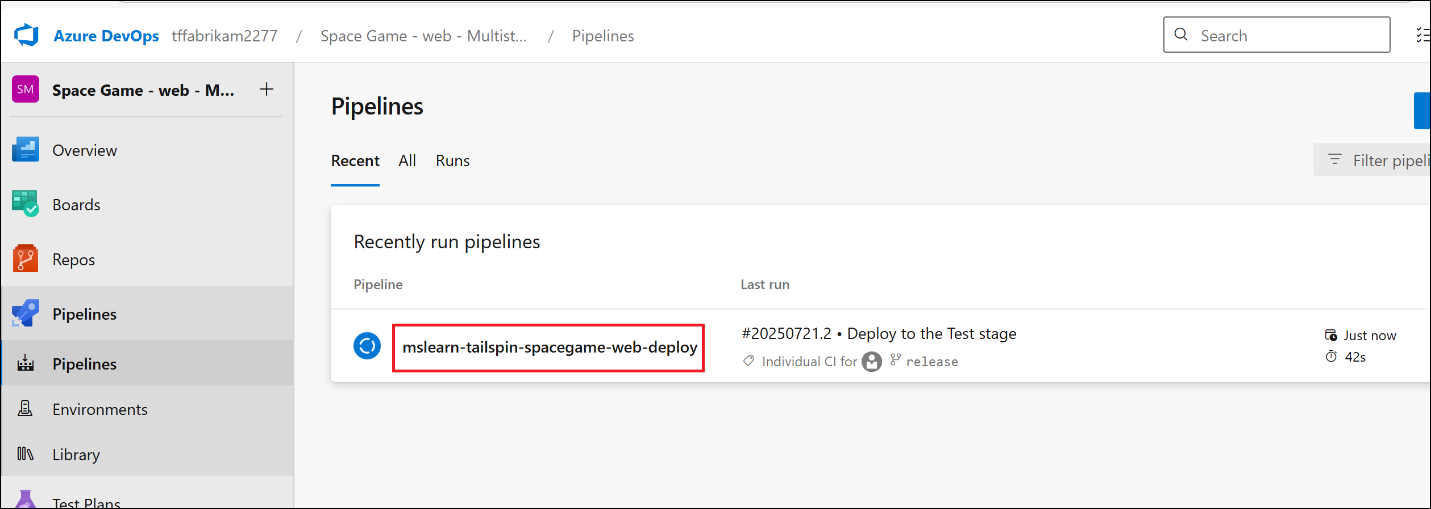 Azure DevOps tffabrikam2277 / Space Game - web - Multist... / Pipelines
Search
SM Space Game - web - M... +
Overview
Boards
Repos
Pipelines
Pipelines
Environments
Library
Test Plans
Pipelines
Recent All Runs
Filter pipeli
Recently run pipelines
Pipeline Last run
mslearn-tailspin-spacegame-web-deploy
#20250721.2 • Deploy to the Test stage
Individual CI for release
Just now
42s